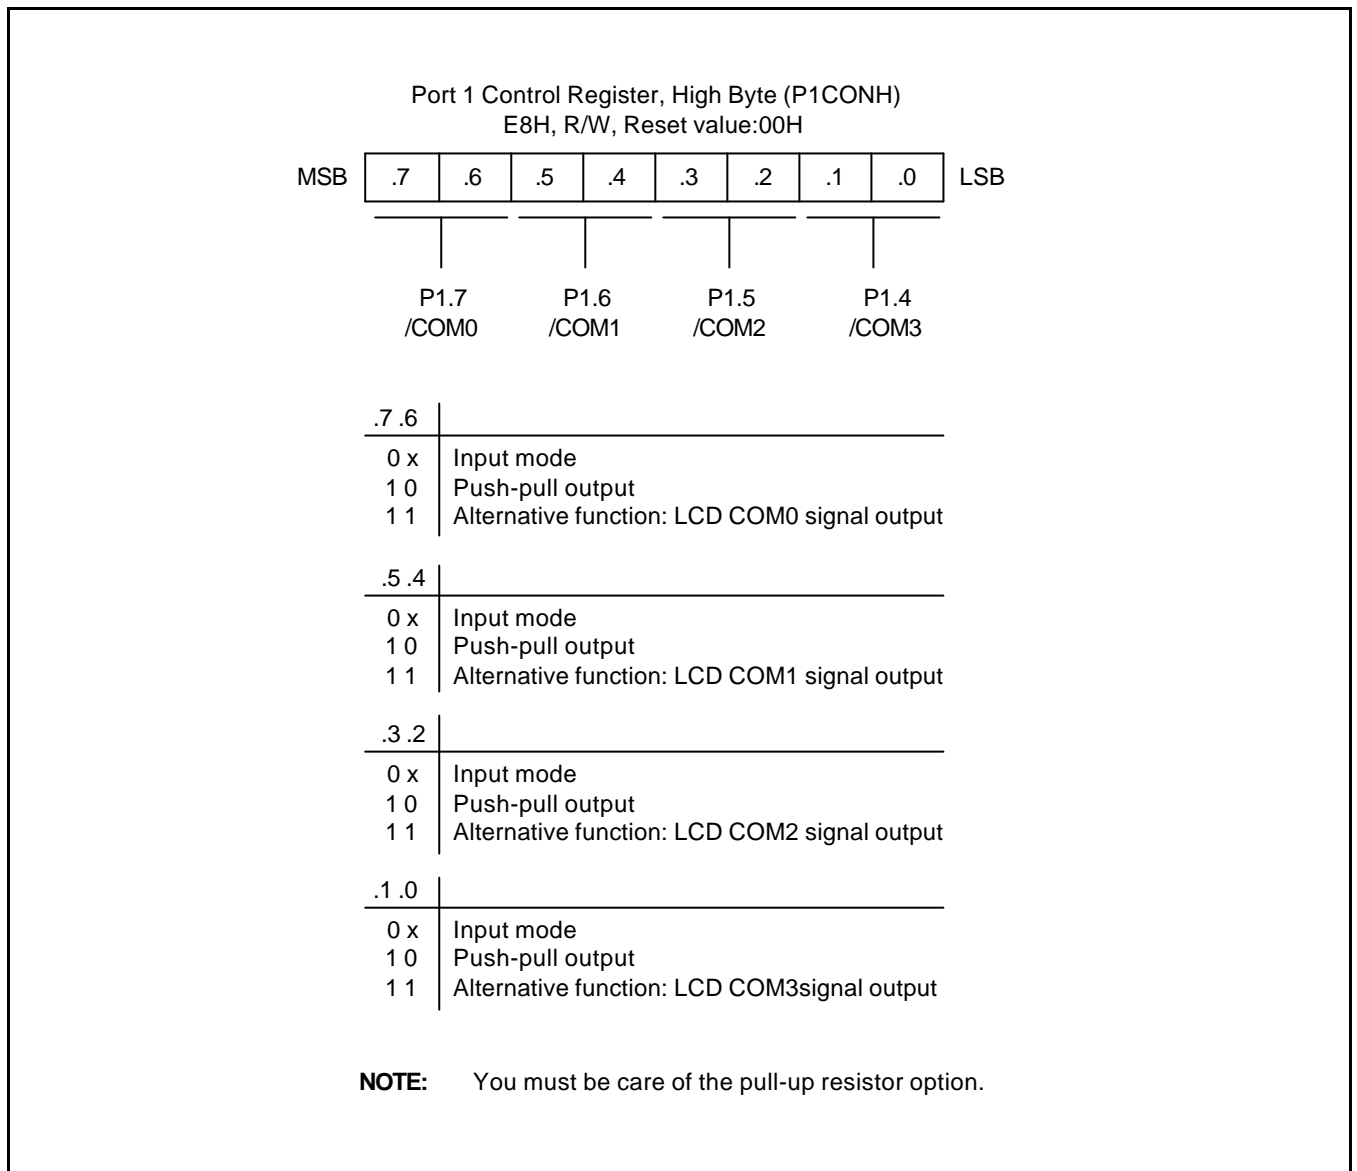 Port 1 Control Register, High Byte (P1CONH)
E8H, R/W, Reset value:00H
MSB .7 .6 .5 .4 .3 .2 .1 .0 LSB
P1.7 P1.6 P1.5 P1.4
/COM0 /COM1 /COM2 /COM3
.7 .6
0 x Input mode
1 0 Push-pull output
1 1 Alternative function: LCD COM0 signal output
.5 .4
0 x Input mode
1 0 Push-pull output
1 1 Alternative function: LCD COM1 signal output
.3 .2
0 x Input mode
1 0 Push-pull output
1 1 Alternative function: LCD COM2 signal output
.1 .0
0 x Input mode
1 0 Push-pull output
1 1 Alternative function: LCD COM3signal output
NOTE: You must be care of the pull-up resistor option.